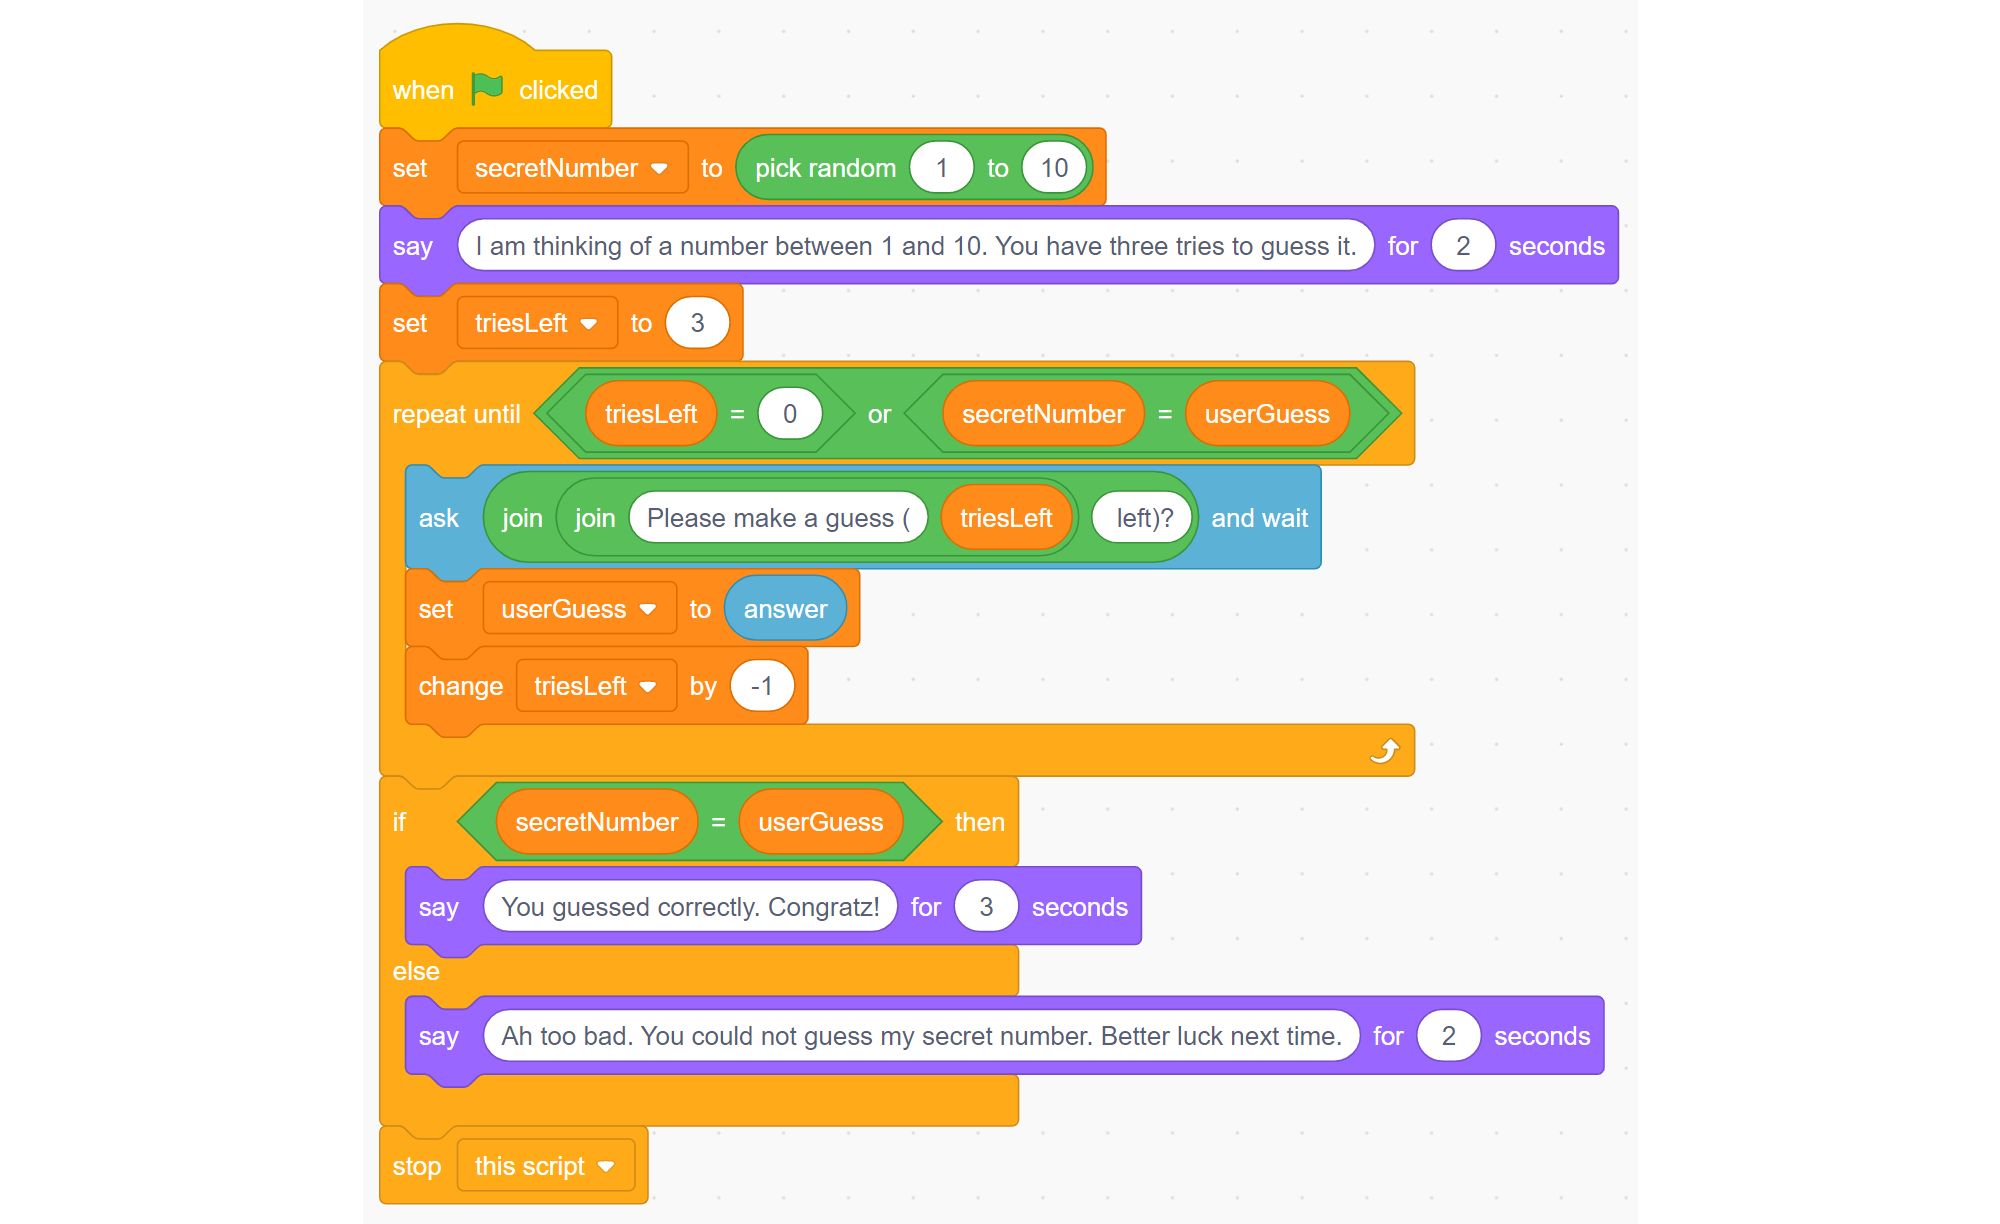 when clicked
set secretNumber to pick random 1 to 10
say I am thinking of a number between 1 and 10. You have three tries to guess it. for 2 seconds
set triesLeft to 3
repeat until triesLeft = 0 or secretNumber = userGuess
ask join join Please make a guess ( triesLeft left)? and wait
set userGuess to answer
change triesLeft by -1
if secretNumber = userGuess then
say You guessed correctly. Congratz! for 3 seconds
else
say Ah too bad. You could not guess my secret number. Better luck next time. for 2 seconds
stop this script